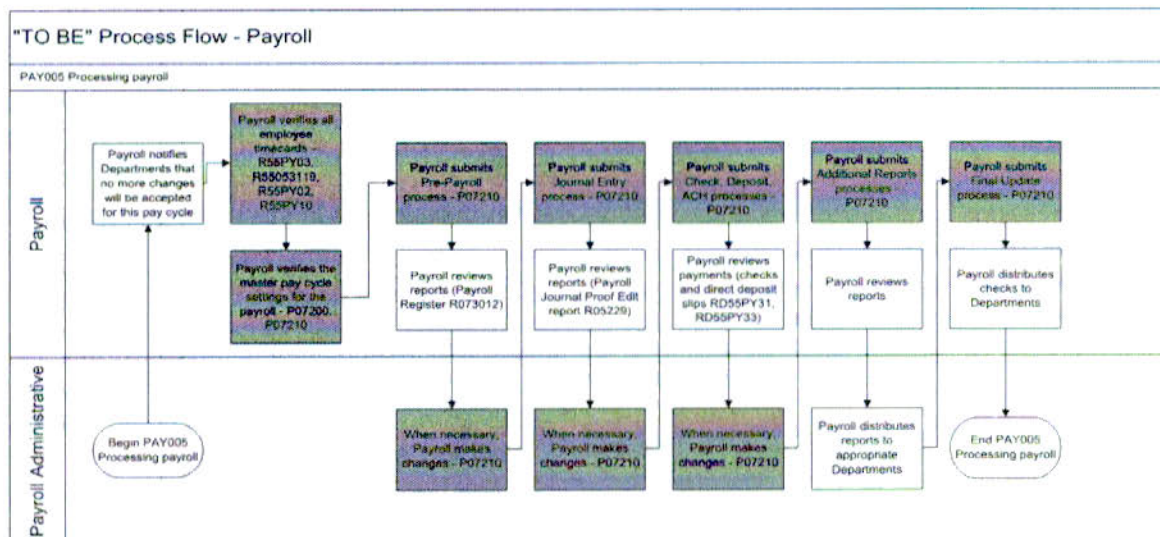 "TO BE" Process Flow - Payroll
PAY005 Processing payroll
Payroll
Payroll notifies
Departments that
no more changes
will be accepted
for this pay cycle
Payroll verifies all
employee
timecards -
R55PY03,
R55053119,
R55PY02,
R55PY10
Payroll verifies the
master pay cycle
settings for the
payroll - P07200,
P07210
Payroll submits
Pre-Payroll
process - P07210
Payroll reviews
reports (Payroll
Register R073012)
Payroll submits
Journal Entry
process - P07210
Payroll reviews
reports (Payroll
Journal Proof Edit
report R05229)
Payroll submits
Check, Deposit,
ACH processes -
P07210
Payroll reviews
payments (checks
and direct deposit
slips RD55PY31,
RD55PY33)
Payroll submits
Additional Reports
processes -
P07210
Payroll reviews
reports
Payroll submits
Final Update
process - P07210
Payroll distributes
checks to
Departments
Payroll Administrative
Begin PAY005
Processing payroll
When necessary,
Payroll makes
changes - P07210
When necessary,
Payroll makes
changes - P07210
When necessary,
Payroll makes
changes - P07210
Payroll distributes
reports to
appropriate
Departments
End PAY005
Processing payroll